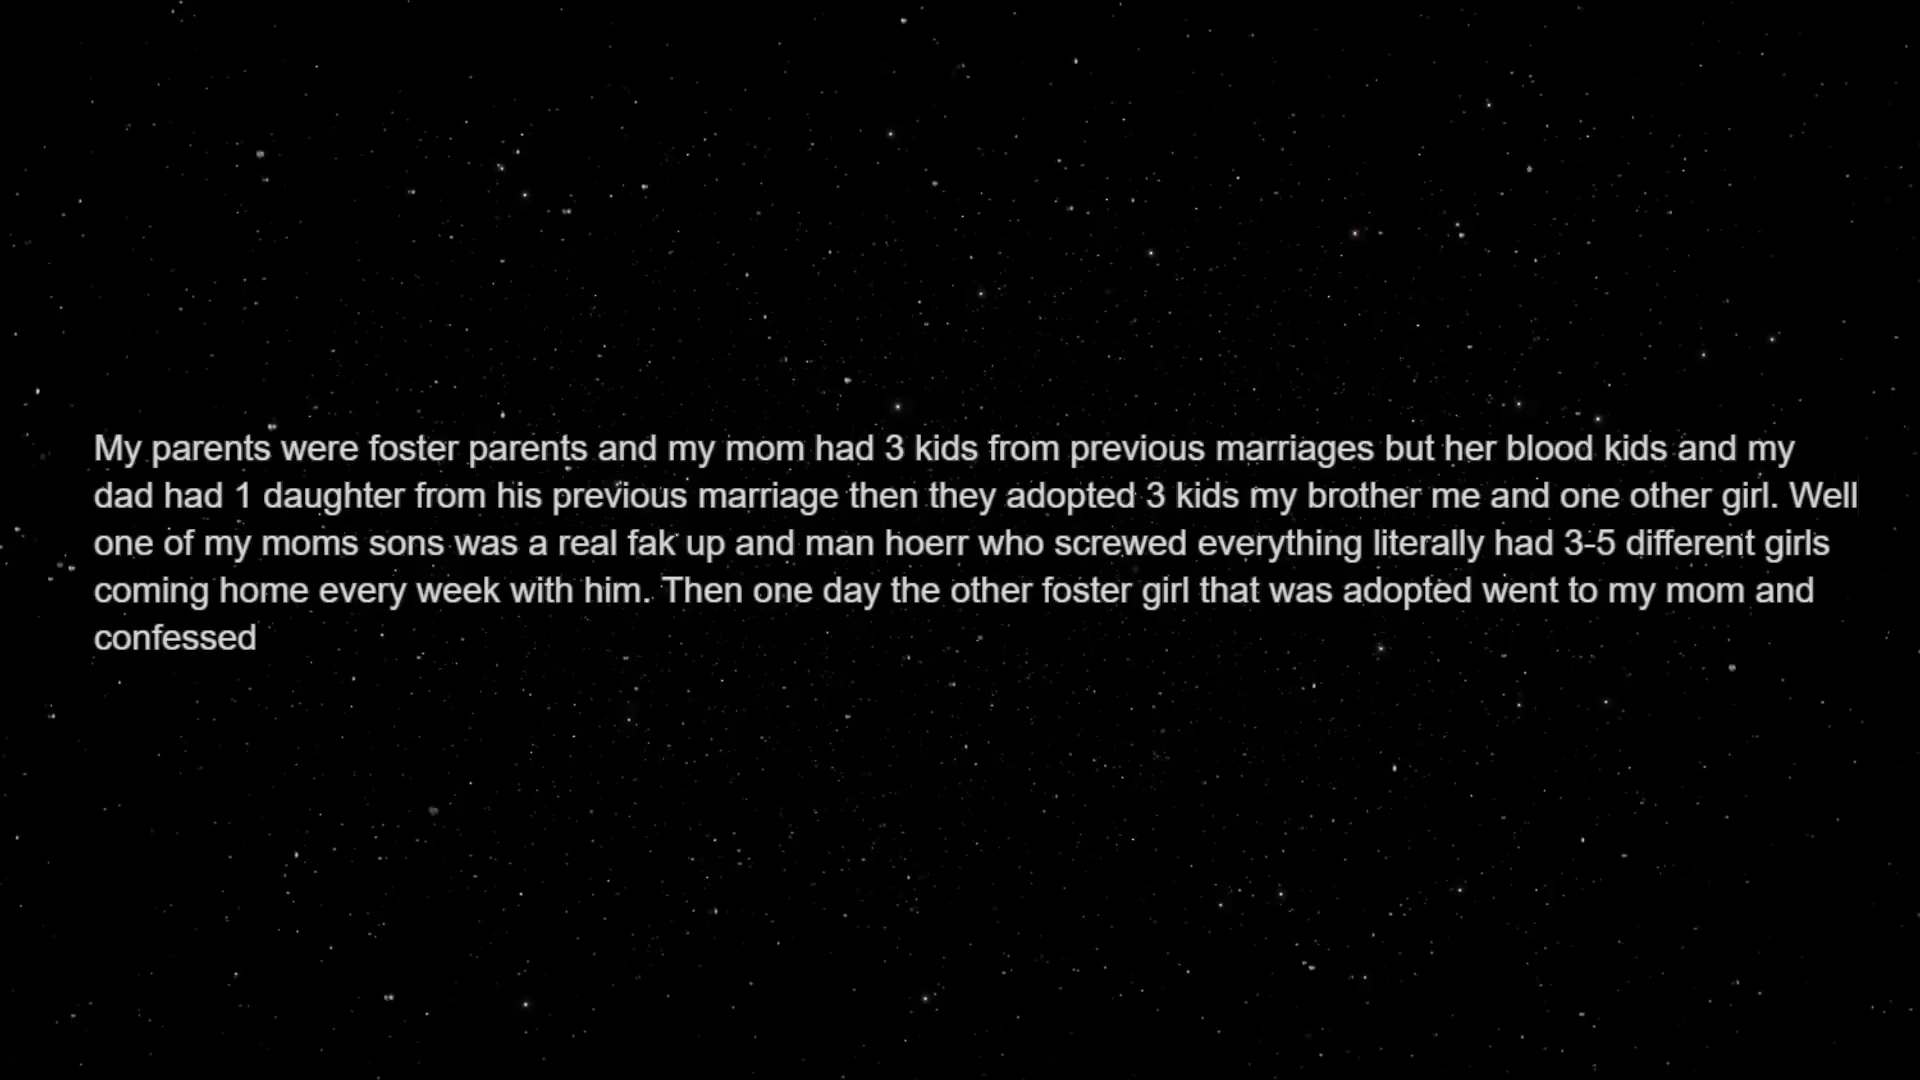 My parents were foster parents and my mom had 3 kids from previous marriages but her blood kids and my
dad had 1 daughter from his previous marriage then they adopted 3 kids my brother me and one other girl. Well
one of my moms sons was a real fak up and man hoerr who screwed everything literally had 3-5 different girls
coming home every week with him. Then one day the other foster girl that was adopted went to my mom and
confessed